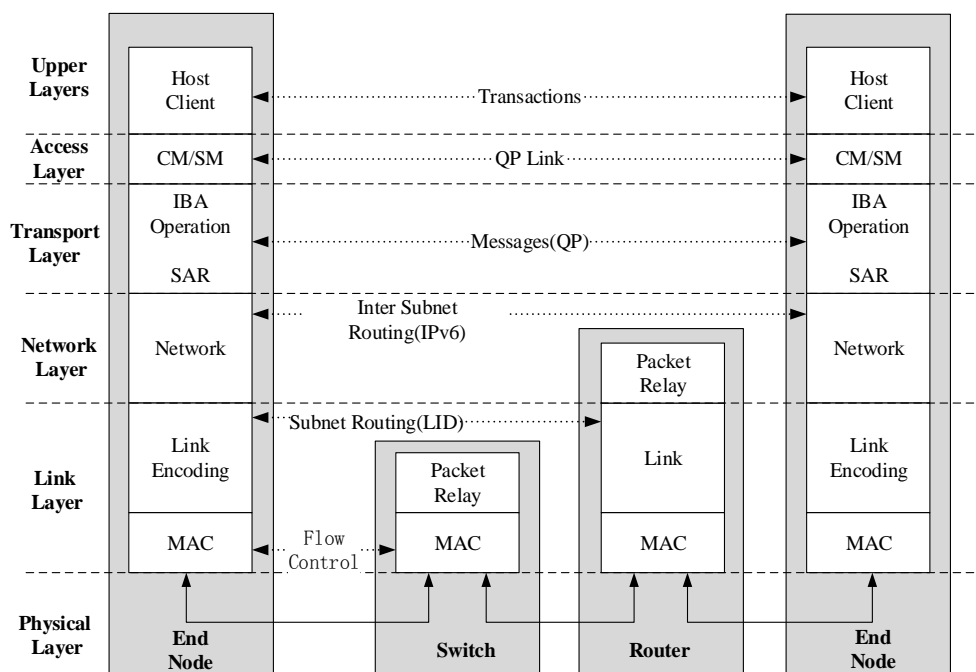 Upper
Layers
Host
Client
Transactions
Host
Client
Access
Layer
CM/SM
QP Link
CM/SM
Transport
Layer
IBA
Operation
SAR
Messages(QP)
IBA
Operation
SAR
Network
Layer
Network
Inter Subnet
Routing(IPv6)
Packet
Relay
Network
Link
Layer
Link
Encoding
Subnet Routing(LID)
Packet
Relay
Link
Link
Encoding
MAC
Flow
Control
MAC
MAC
MAC
Physical
Layer
End
Node
Switch
Router
End
Node